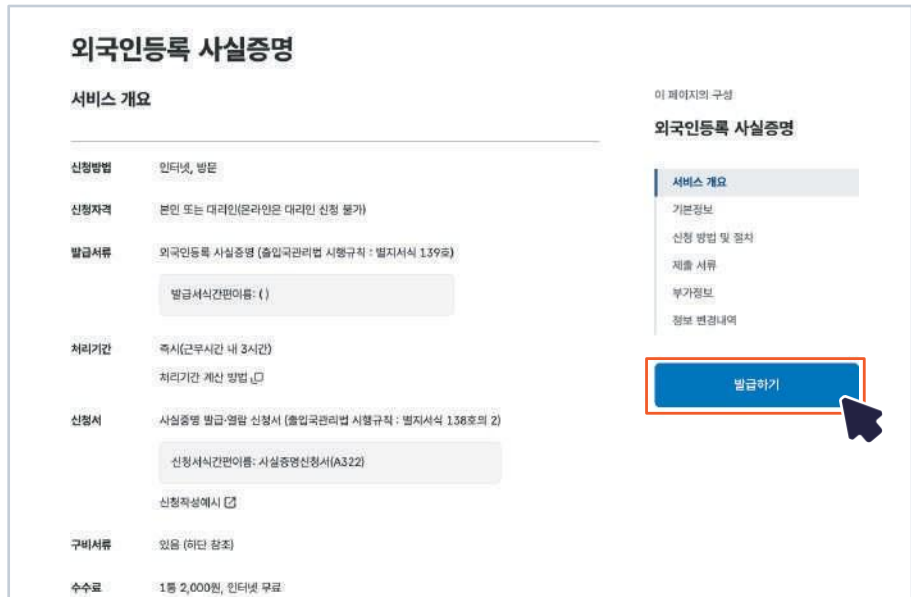 외국인등록 사실증명
서비스 개요
신청방법 인터넷, 방문
신청자격 본인 또는 대리인(온라인은 대리인 신청 불가)
발급서류 외국인등록 사실증명 (출입국관리법 시행규칙 : 별지서식 139호)
발급서식간편이름: ( )
처리기간 즉시(근무시간 내 3시간)
처리기간 계산 방법
신청서 사실증명 발급·열람 신청서 (출입국관리법 시행규칙 : 별지서식 138호의 2)
신청서식간편이름: 사실증명신청서(A322)
신청작성예시
구비서류 있음 (하단 참조)
수수료 1통 2,000원, 인터넷 무료
이 페이지의 구성
외국인등록 사실증명
서비스 개요
기본정보
신청 방법 및 절차
제출 서류
부가정보
정보 변경내역
발급하기